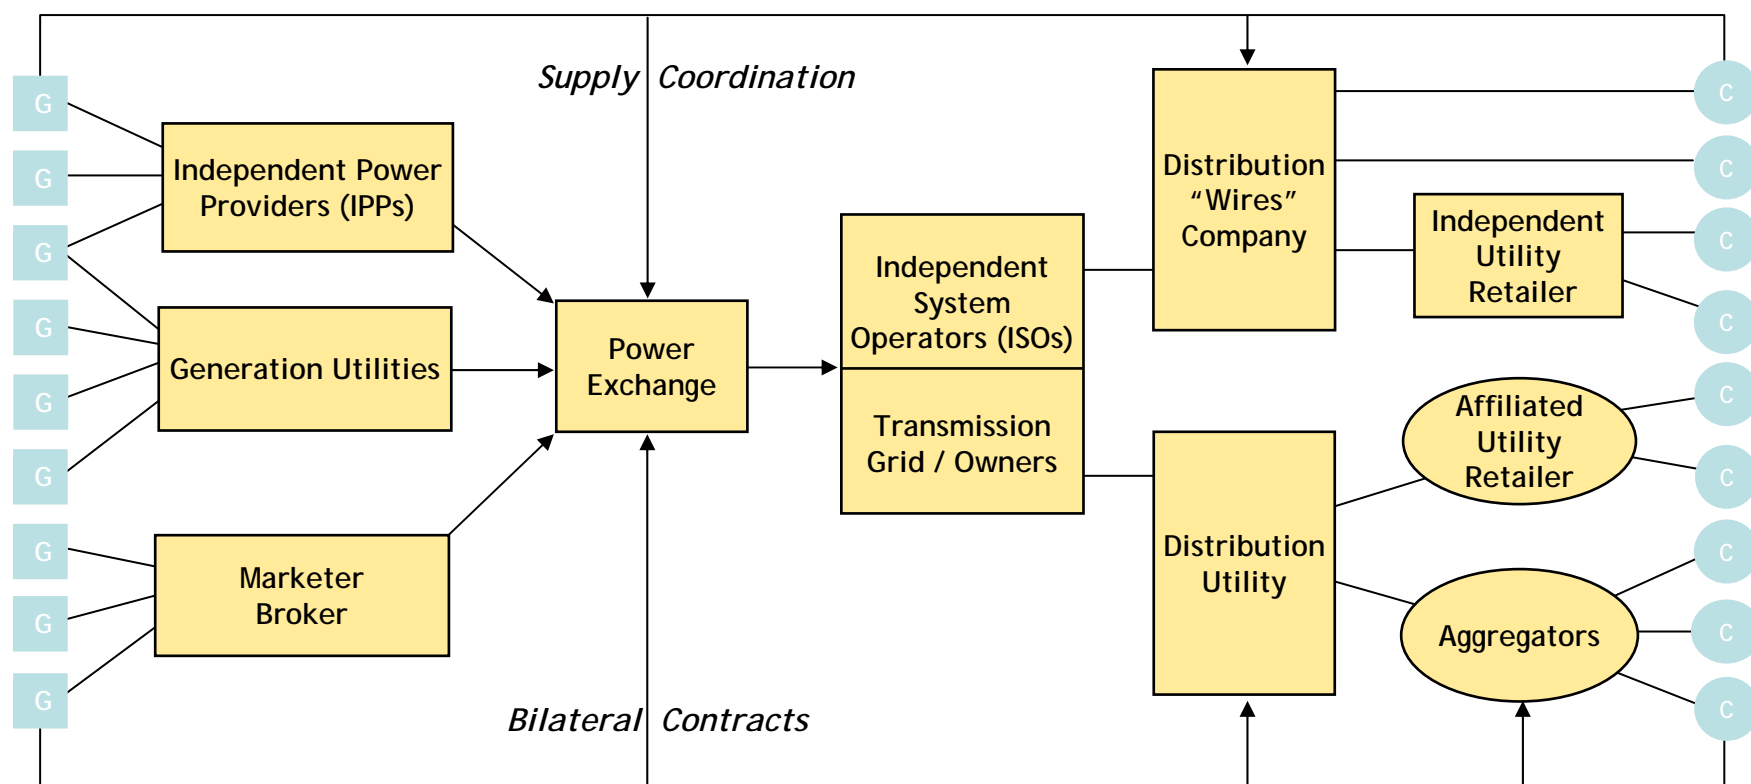 Supply Coordination
G
G
G
G
G
G
G
G
G
Independent Power
Providers (IPPs)
Generation Utilities
Marketer
Broker
Power
Exchange
Bilateral Contracts
Independent
System
Operators (ISOs)
Transmission
Grid / Owners
Distribution
“Wires”
Company
Distribution
Utility
Independent
Utility
Retailer
Affiliated
Utility
Retailer
Aggregators
C
C
C
C
C
C
C
C
C